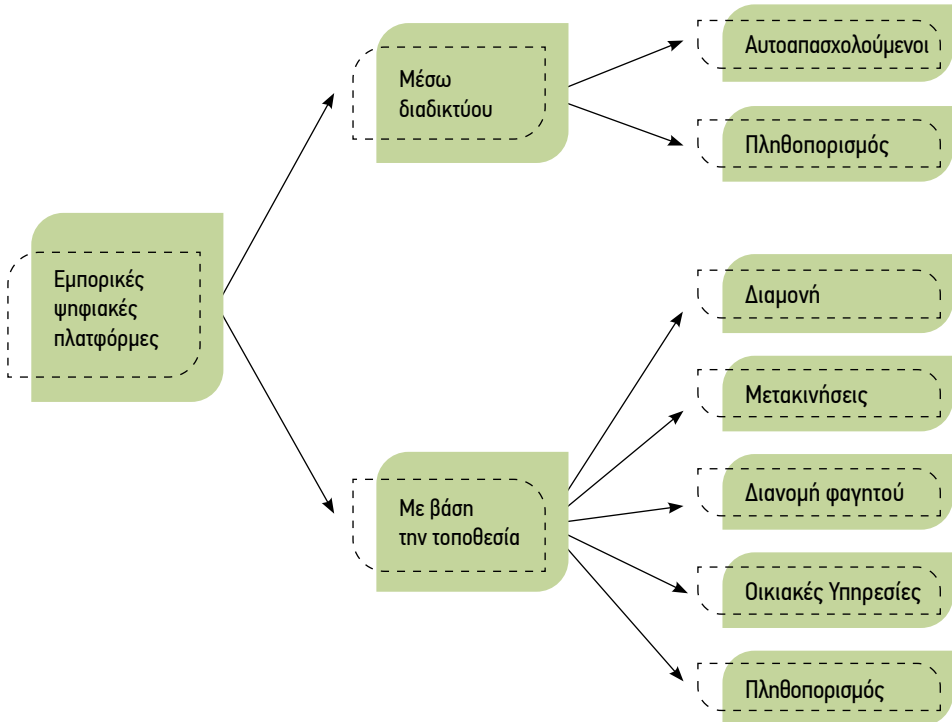 Εμπορικές
ψηφιακές
πλατφόρμες
Μέσω
διαδικτύου
Αυτοαπασχολούμενοι
Πληθοπορισμός
Με βάση
την τοποθεσία
Διαμονή
Μετακινήσεις
Διανομή φαγητού
Οικιακές Υπηρεσίες
Πληθοπορισμός